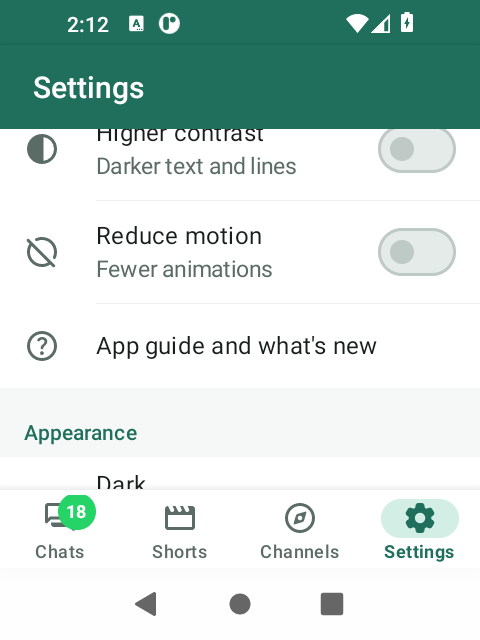 2:12
A
Settings
Higher contrast
Darker text and lines
Reduce motion
Fewer animations
App guide and what's new
Appearance
Dark
18
Chats
Shorts
Channels
Settings